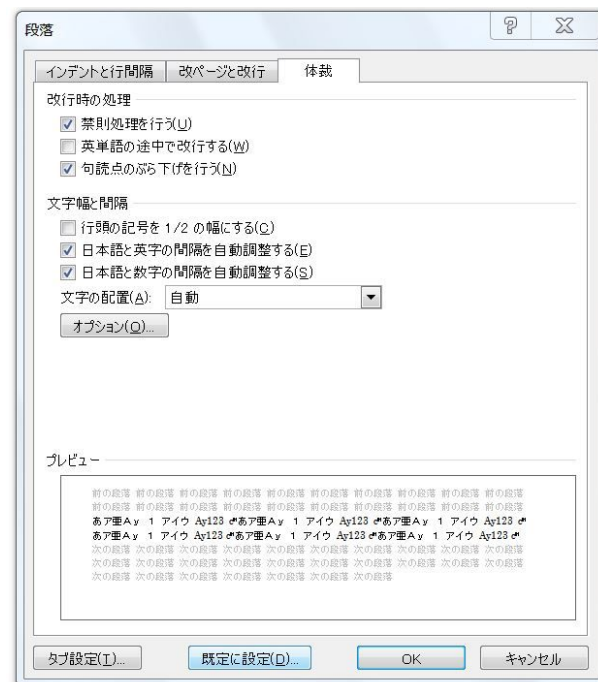 段落
インデントと行間隔 改ページと改行 体裁
改行時の処理
禁則処理を行う(U)
英単語の途中で改行する(W)
句読点のぶら下げを行う(N)
文字幅と間隔
行頭の記号を 1/2 の幅にする(C)
日本語と英字の間隔を自動調整する(E)
日本語と数字の間隔を自動調整する(S)
文字の配置(A): 自動
オプション(O)...
プレビュー
前の段落 前の段落 前の段落 前の段落 前の段落 前の段落 前の段落 前の段落 前の段落 前の段落
前の段落 前の段落 前の段落 前の段落 前の段落 前の段落 前の段落 前の段落 前の段落 前の段落
あア亜Ay 1 アイウ Ay123 あア亜Ay 1 アイウ Ay123 あア亜Ay 1 アイウ Ay123
あア亜Ay 1 アイウ Ay123 あア亜Ay 1 アイウ Ay123 あア亜Ay 1 アイウ Ay123
次の段落 次の段落 次の段落 次の段落 次の段落 次の段落 次の段落 次の段落 次の段落 次の段落
次の段落 次の段落 次の段落 次の段落 次の段落 次の段落 次の段落 次の段落 次の段落 次の段落
次の段落 次の段落 次の段落 次の段落 次の段落 次の段落 次の段落
タブ設定(T)... 既定に設定(D)... OK キャンセル